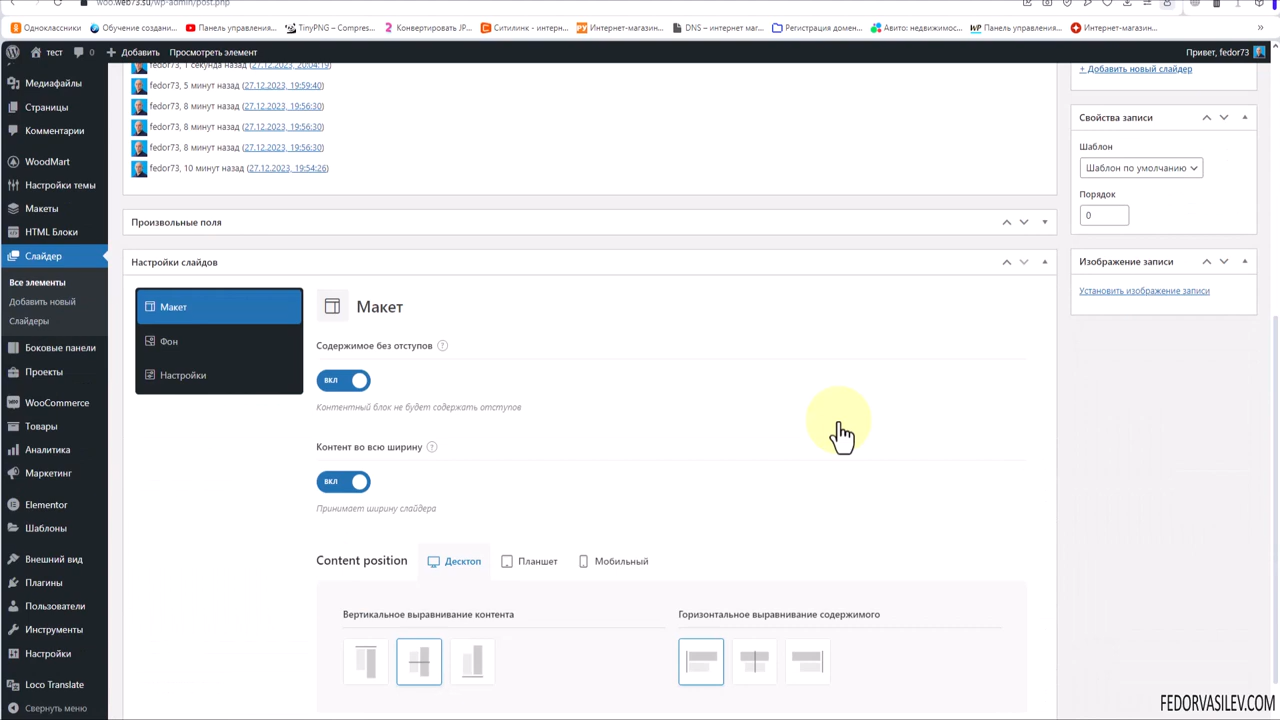 woo.web73.su/wp-admin/post.php
Одноклассники
Обучение создани...
Панель управления...
TinyPNG – Compres...
Конвертировать JP...
Ситилинк - интерн...
Интернет-магазин...
DNS – интернет маг...
Регистрация домен...
Авито: недвижимос...
Панель управления...
Интернет-магазин...
тест
0
Добавить
Просмотреть элемент
Привет, fedor73
Медиафайлы
Страницы
Комментарии
WoodMart
Настройки темы
Макеты
HTML Блоки
Слайдер
Все элементы
Добавить новый
Слайдеры
Боковые панели
Проекты
WooCommerce
Товары
Аналитика
Маркетинг
Elementor
Шаблоны
Внешний вид
Плагины
Пользователи
Инструменты
Настройки
Loco Translate
Свернуть меню
fedor73, 1 секунда назад (27.12.2023, 20:04:19)
fedor73, 5 минут назад (27.12.2023, 19:59:40)
fedor73, 8 минут назад (27.12.2023, 19:56:30)
fedor73, 8 минут назад (27.12.2023, 19:56:30)
fedor73, 8 минут назад (27.12.2023, 19:56:30)
fedor73, 10 минут назад (27.12.2023, 19:54:26)
Произвольные поля
Настройки слайдов
Макет
Фон
Настройки
Макет
Содержимое без отступов
ВКЛ
Контентный блок не будет содержать отступов
Контент во всю ширину
ВКЛ
Принимает ширину слайдера
Content position
Десктоп
Планшет
Мобильный
Вертикальное выравнивание контента
Горизонтальное выравнивание содержимого
+ Добавить новый слайдер
Свойства записи
Шаблон
Шаблон по умолчанию
Порядок
0
Изображение записи
Установить изображение записи
FEDORVASILEV.COM